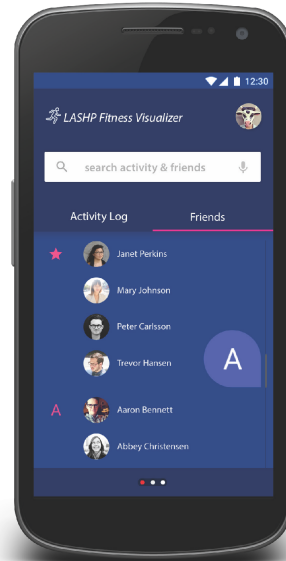 12:30
LASHP Fitness Visualizer
search activity & friends
Activity Log Friends
Janet Perkins
Mary Johnson
Peter Carlsson
Trevor Hansen
A
A Aaron Bennett
Abbey Christensen